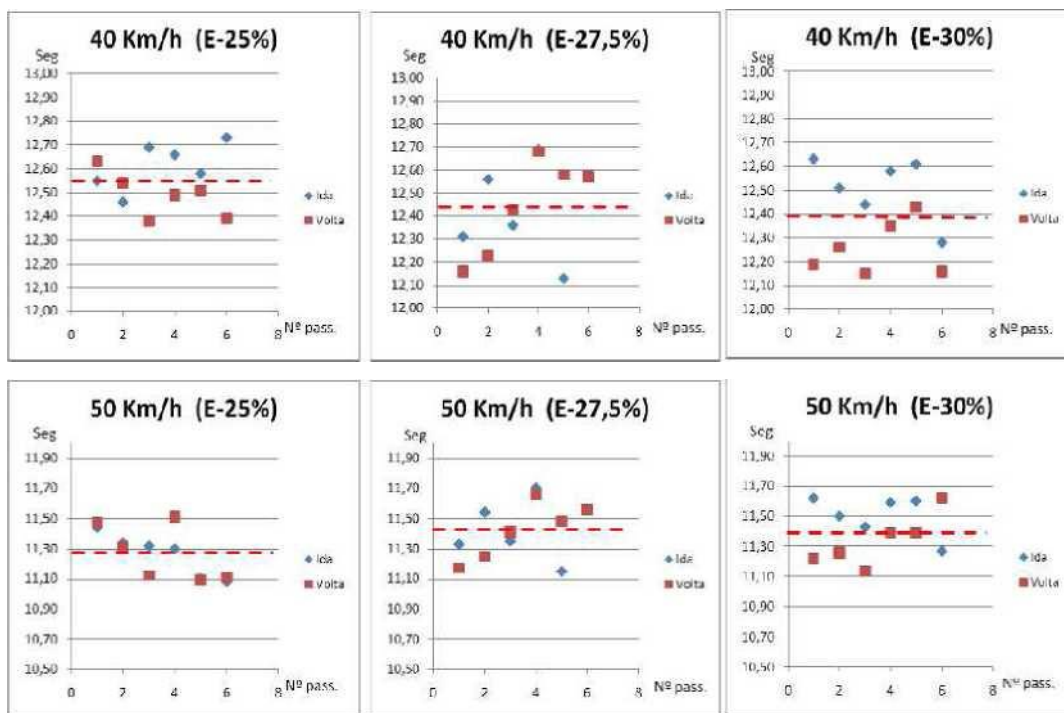 40 Km/h (E-25%)
Seg
13,00
12,90
12,80
12,70
12,60
12,50
12,40
12,30
12,20
12,10
12,00
0 2 4 6 8
Nº pass.
Ida
Volta
40 Km/h (E-27,5%)
Seg
13,00
12,90
12,80
12,70
12,60
12,50
12,40
12,30
12,20
12,10
12,00
0 2 4 6 8
Nº pass.
Ida
Volta
40 Km/h (E-30%)
Seg
13,00
12,90
12,80
12,70
12,60
12,50
12,40
12,30
12,20
12,10
12,00
0 2 4 6 8
Nº pass.
Ida
Volta
50 Km/h (E-25%)
Seg
11,90
11,70
11,50
11,30
11,10
10,90
10,70
10,50
0 2 4 6 8
Nº pass.
Ida
Volta
50 Km/h (E-27,5%)
Seg
11,90
11,70
11,50
11,30
11,10
10,90
10,70
10,50
0 2 4 6 8
Nº pass.
Ida
Volta
50 Km/h (E-30%)
Seg
11,90
11,70
11,50
11,30
11,10
10,90
10,70
10,50
0 2 4 6 8
Nº pass.
Ida
Volta